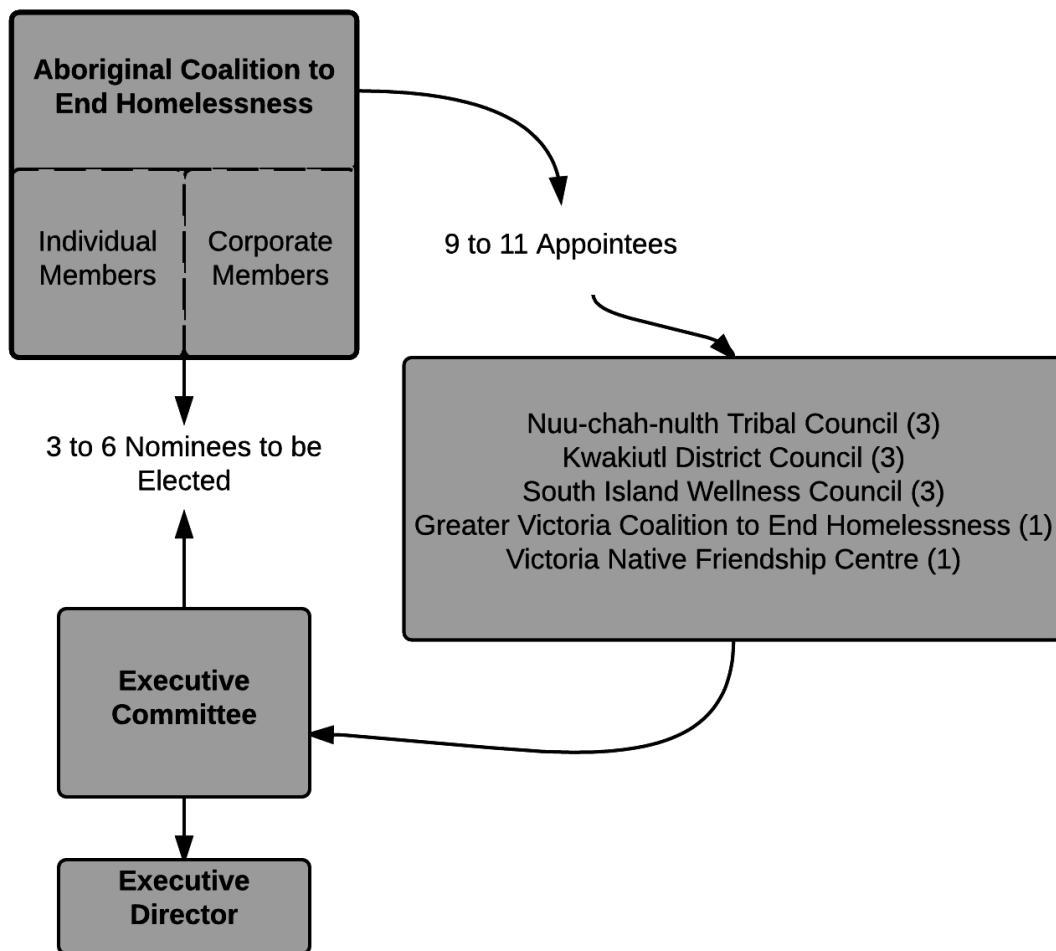 Aboriginal Coalition to
End Homelessness
Individual
Members
Corporate
Members
9 to 11 Appointees
3 to 6 Nominees to be
Elected
Nuu-chah-nulth Tribal Council (3)
Kwakiutl District Council (3)
South Island Wellness Council (3)
Greater Victoria Coalition to End Homelessness (1)
Victoria Native Friendship Centre (1)
Executive
Committee
Executive
Director